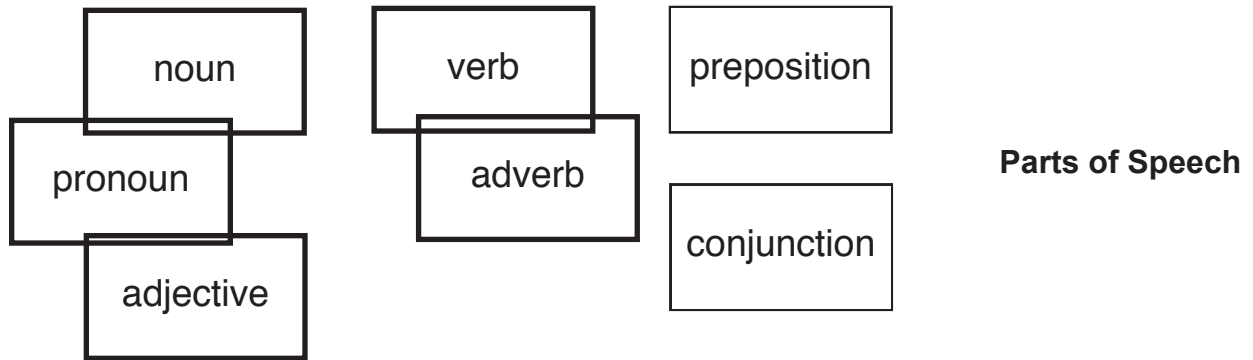 noun
verb
preposition
Parts of Speech
pronoun
adverb
conjunction
adjective